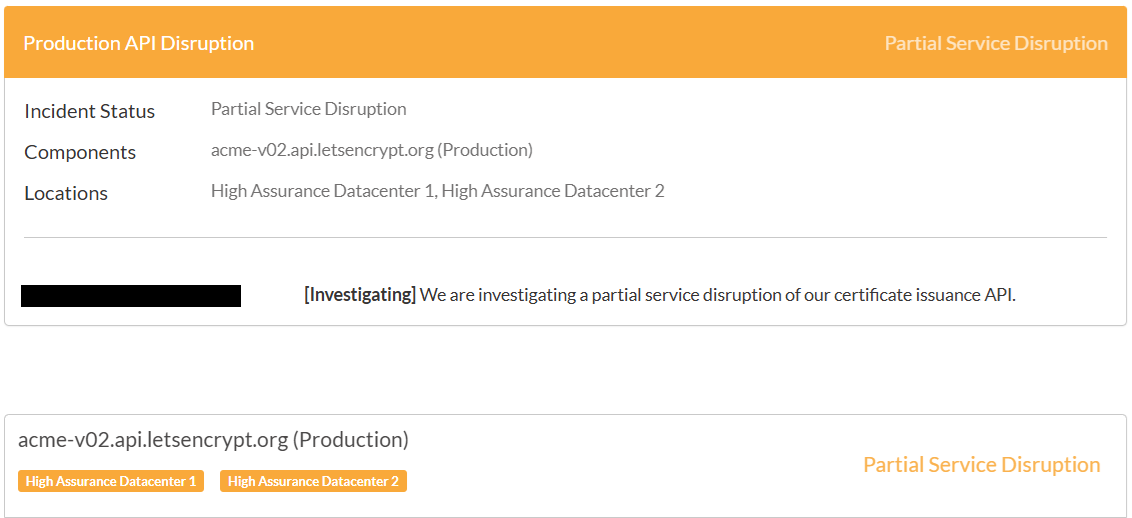 Production API Disruption Partial Service Disruption
Incident Status Partial Service Disruption
Components acme-v02.api.letsencrypt.org (Production)
Locations High Assurance Datacenter 1, High Assurance Datacenter 2
[Investigating] We are investigating a partial service disruption of our certificate issuance API.
acme-v02.api.letsencrypt.org (Production)
Partial Service Disruption
High Assurance Datacenter 1 High Assurance Datacenter 2